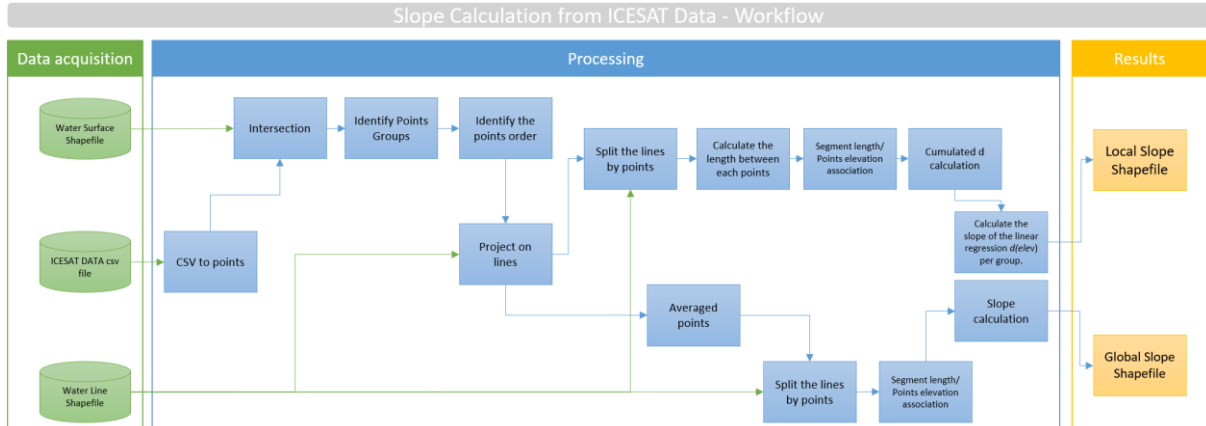 Slope Calculation from ICESAT Data - Workflow
Data acquisition
Processing
Results
Water Surface
Shapefile
ICESAT DATA csv
file
Water Line
Shapefile
Intersection
Identify Points
Groups
Identify the
points order
CSV to points
Project on
lines
Split the lines
by points
Calculate the
length between
each points
Segment length/
Points elevation
association
Cumulated d
calculation
Calculate the
slope of the linear
regression d(elev)
per group.
Averaged
points
Split the lines
by points
Segment length/
Points elevation
association
Slope
calculation
Local Slope
Shapefile
Global Slope
Shapefile